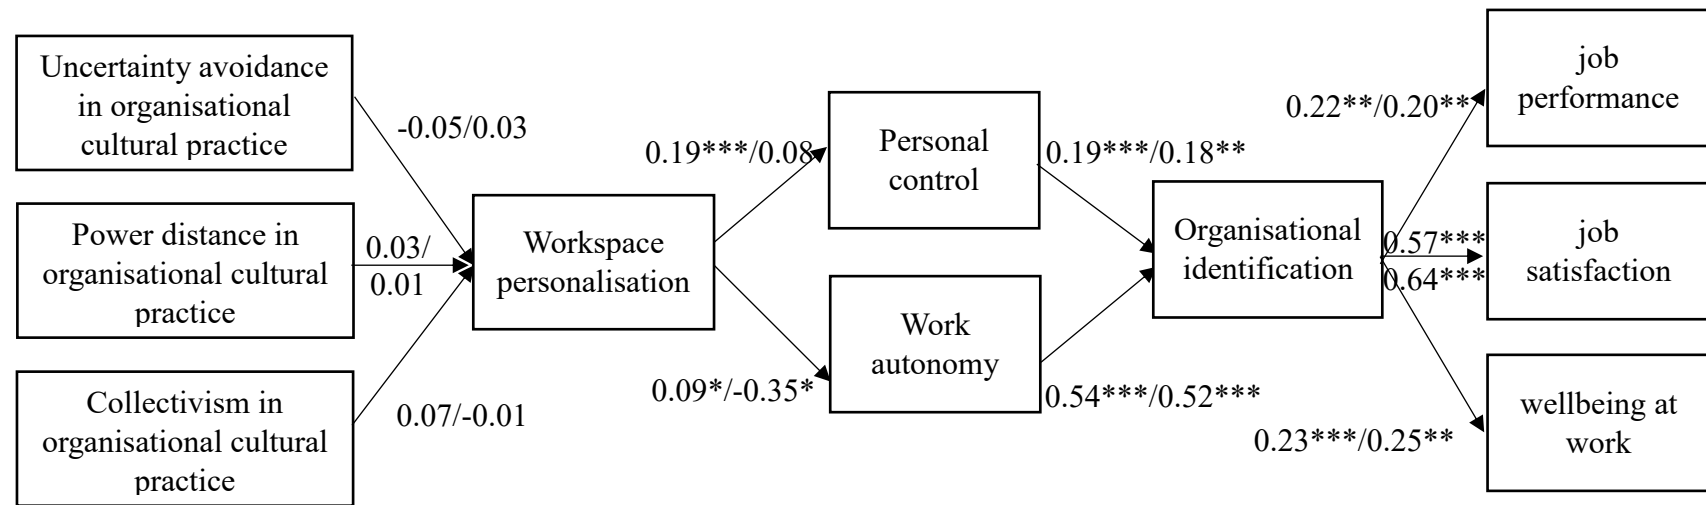 Uncertainty avoidance
in organisational
cultural practice
Power distance in
organisational cultural
practice
Collectivism in
organisational cultural
practice
-0.05/0.03
0.03/
0.01
0.07/-0.01
Workspace
personalisation
0.19***/0.08
0.09*/-0.35*
Personal
control
Work
autonomy
0.19***/0.18**
0.54***/0.52***
Organisational
identification
0.22**/0.20**
0.57***
0.64***
0.23***/0.25**
job
performance
job
satisfaction
wellbeing at
work